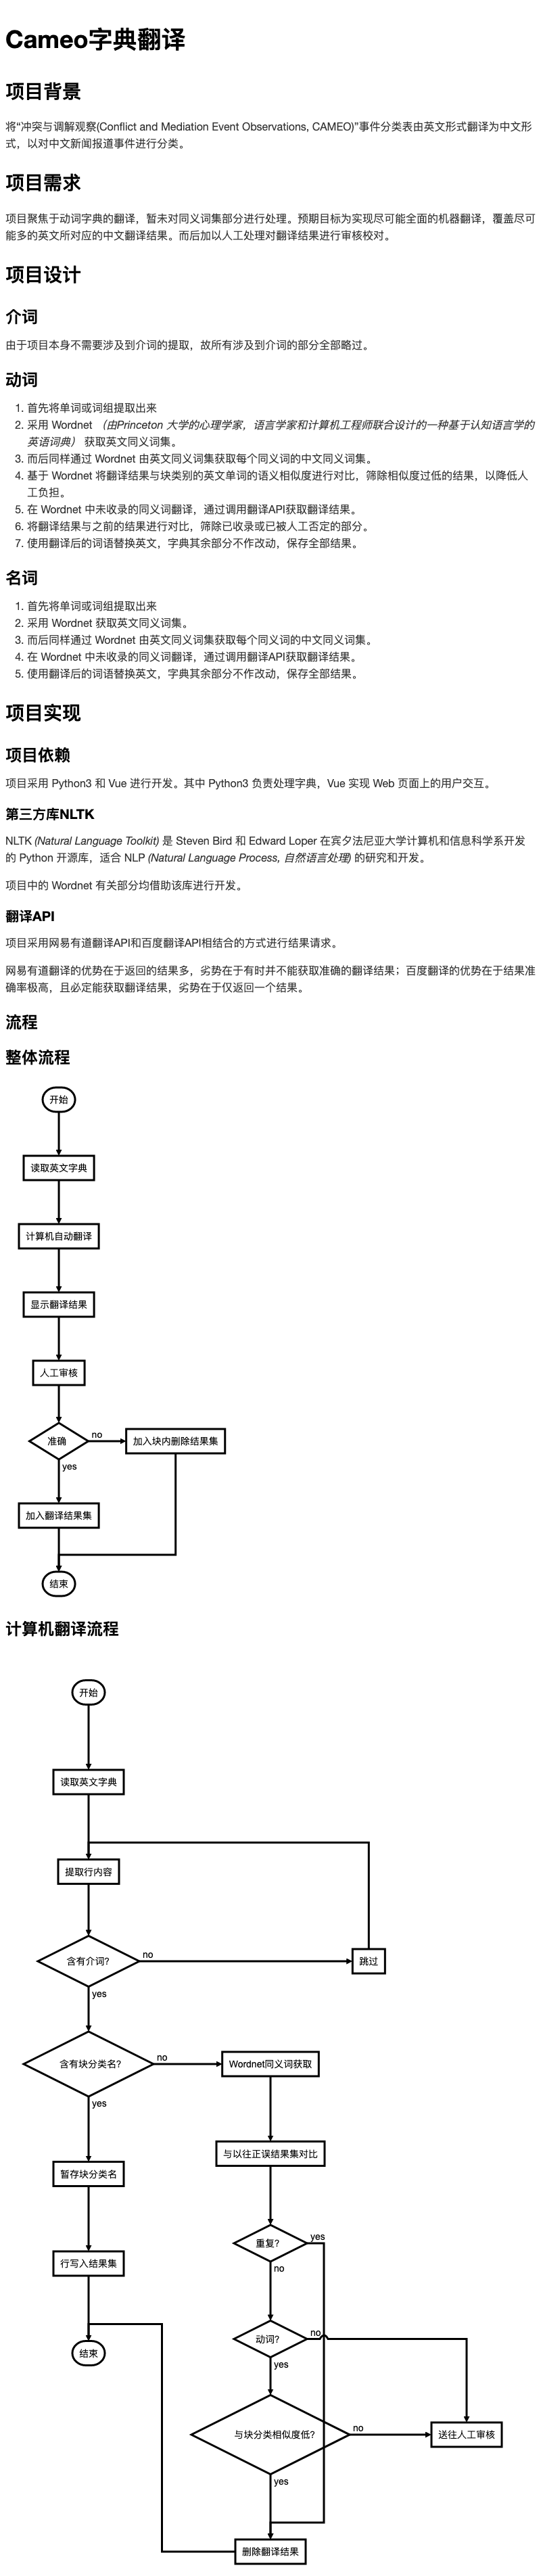 Cameo字典翻译
项目背景
将“冲突与调解观察(Conflict and Mediation Event Observations, CAMEO)”事件分类表由英文形式翻译为中文形
式，以对中文新闻报道事件进行分类。
项目需求
项目聚焦于动词字典的翻译，暂未对同义词集部分进行处理。预期目标为实现尽可能全面的机器翻译，覆盖尽可
能多的英文所对应的中文翻译结果。而后加以人工处理对翻译结果进行审核校对。
项目设计
介词
由于项目本身不需要涉及到介词的提取，故所有涉及到介词的部分全部略过。
动词
1. 首先将单词或词组提取出来
2. 采用 Wordnet （由Princeton 大学的心理学家，语言学家和计算机工程师联合设计的一种基于认知语言学的
英语词典） 获取英文同义词集。
3. 而后同样通过 Wordnet 由英文同义词集获取每个同义词的中文同义词集。
4. 基于 Wordnet 将翻译结果与块类别的英文单词的语义相似度进行对比，筛除相似度过低的结果，以降低人
工负担。
5. 在 Wordnet 中未收录的同义词翻译，通过调用翻译API获取翻译结果。
6. 将翻译结果与之前的结果进行对比，筛除已收录或已被人工否定的部分。
7. 使用翻译后的词语替换英文，字典其余部分不作改动，保存全部结果。
名词
1. 首先将单词或词组提取出来
2. 采用 Wordnet 获取英文同义词集。
3. 而后同样通过 Wordnet 由英文同义词集获取每个同义词的中文同义词集。
4. 在 Wordnet 中未收录的同义词翻译，通过调用翻译API获取翻译结果。
5. 使用翻译后的词语替换英文，字典其余部分不作改动，保存全部结果。
项目实现
项目依赖
项目采用 Python3 和 Vue 进行开发。其中 Python3 负责处理字典，Vue 实现 Web 页面上的用户交互。
第三方库NLTK
NLTK (Natural Language Toolkit) 是 Steven Bird 和 Edward Loper 在宾夕法尼亚大学计算机和信息科学系开发
的 Python 开源库，适合 NLP (Natural Language Process, 自然语言处理) 的研究和开发。
项目中的 Wordnet 有关部分均借助该库进行开发。
翻译API
项目采用网易有道翻译API和百度翻译API相结合的方式进行结果请求。
网易有道翻译的优势在于返回的结果多，劣势在于有时并不能获取准确的翻译结果；百度翻译的优势在于结果准
确率极高，且必定能获取翻译结果，劣势在于仅返回一个结果。
流程
整体流程
开始
读取英文字典
计算机自动翻译
显示翻译结果
人工审核
准确
no
加入块内删除结果集
yes
加入翻译结果集
结束
计算机翻译流程
开始
读取英文字典
提取行内容
含有介词?
no
跳过
yes
含有块分类名?
no
Wordnet同义词获取
yes
与以往正误结果集对比
暂存块分类名
重复?
yes
行写入结果集
no
动词?
no
结束
yes
与块分类相似度低?
no
送往人工审核
yes
删除翻译结果